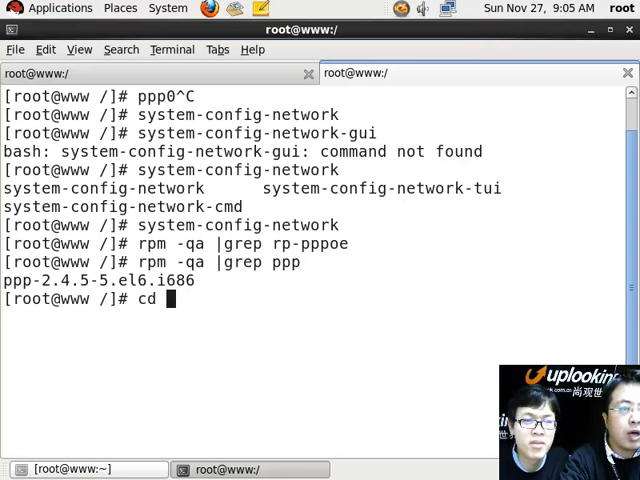 Applications Places System Sun Nov 27, 9:05 AM root
root@www:/
File Edit View Search Terminal Tabs Help
root@www:/ root@www:/
[root@www /]# ppp0^C
[root@www /]# system-config-network
[root@www /]# system-config-network-gui
bash: system-config-network-gui: command not found
[root@www /]# system-config-network
system-config-network system-config-network-tui
system-config-network-cmd
[root@www /]# system-config-network
[root@www /]# rpm -qa |grep rp-pppoe
[root@www /]# rpm -qa |grep ppp
ppp-2.4.5-5.el6.i686
[root@www /]# cd
uplooking
尚观世
[root@www:~] root@www:/